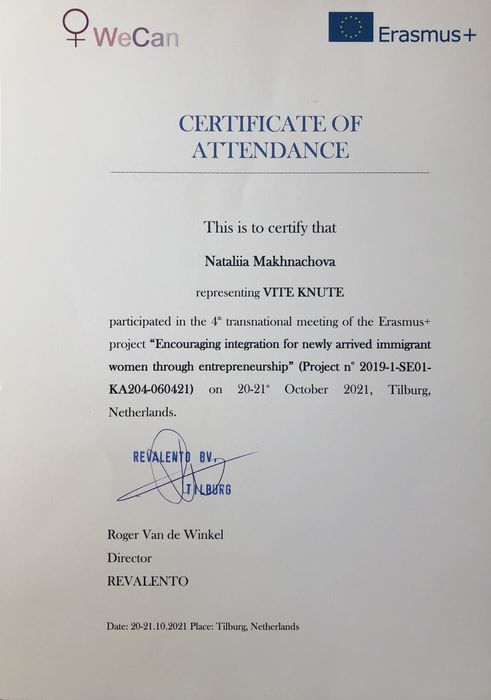 WeCan
Erasmus+
CERTIFICATE OF
ATTENDANCE
This is to certify that
Nataliia Makhnachova
representing VITE KNUTE
participated in the 4th transnational meeting of the Erasmus+
project “Encouraging integration for newly arrived immigrant
women through entrepreneurship” (Project n° 2019-1-SE01-
KA204-060421) on 20-21st October 2021, Tilburg,
Netherlands.
REVALENTO BV.
TILBURG
Roger Van de Winkel
Director
REVALENTO
Date: 20-21.10.2021 Place: Tilburg, Netherlands